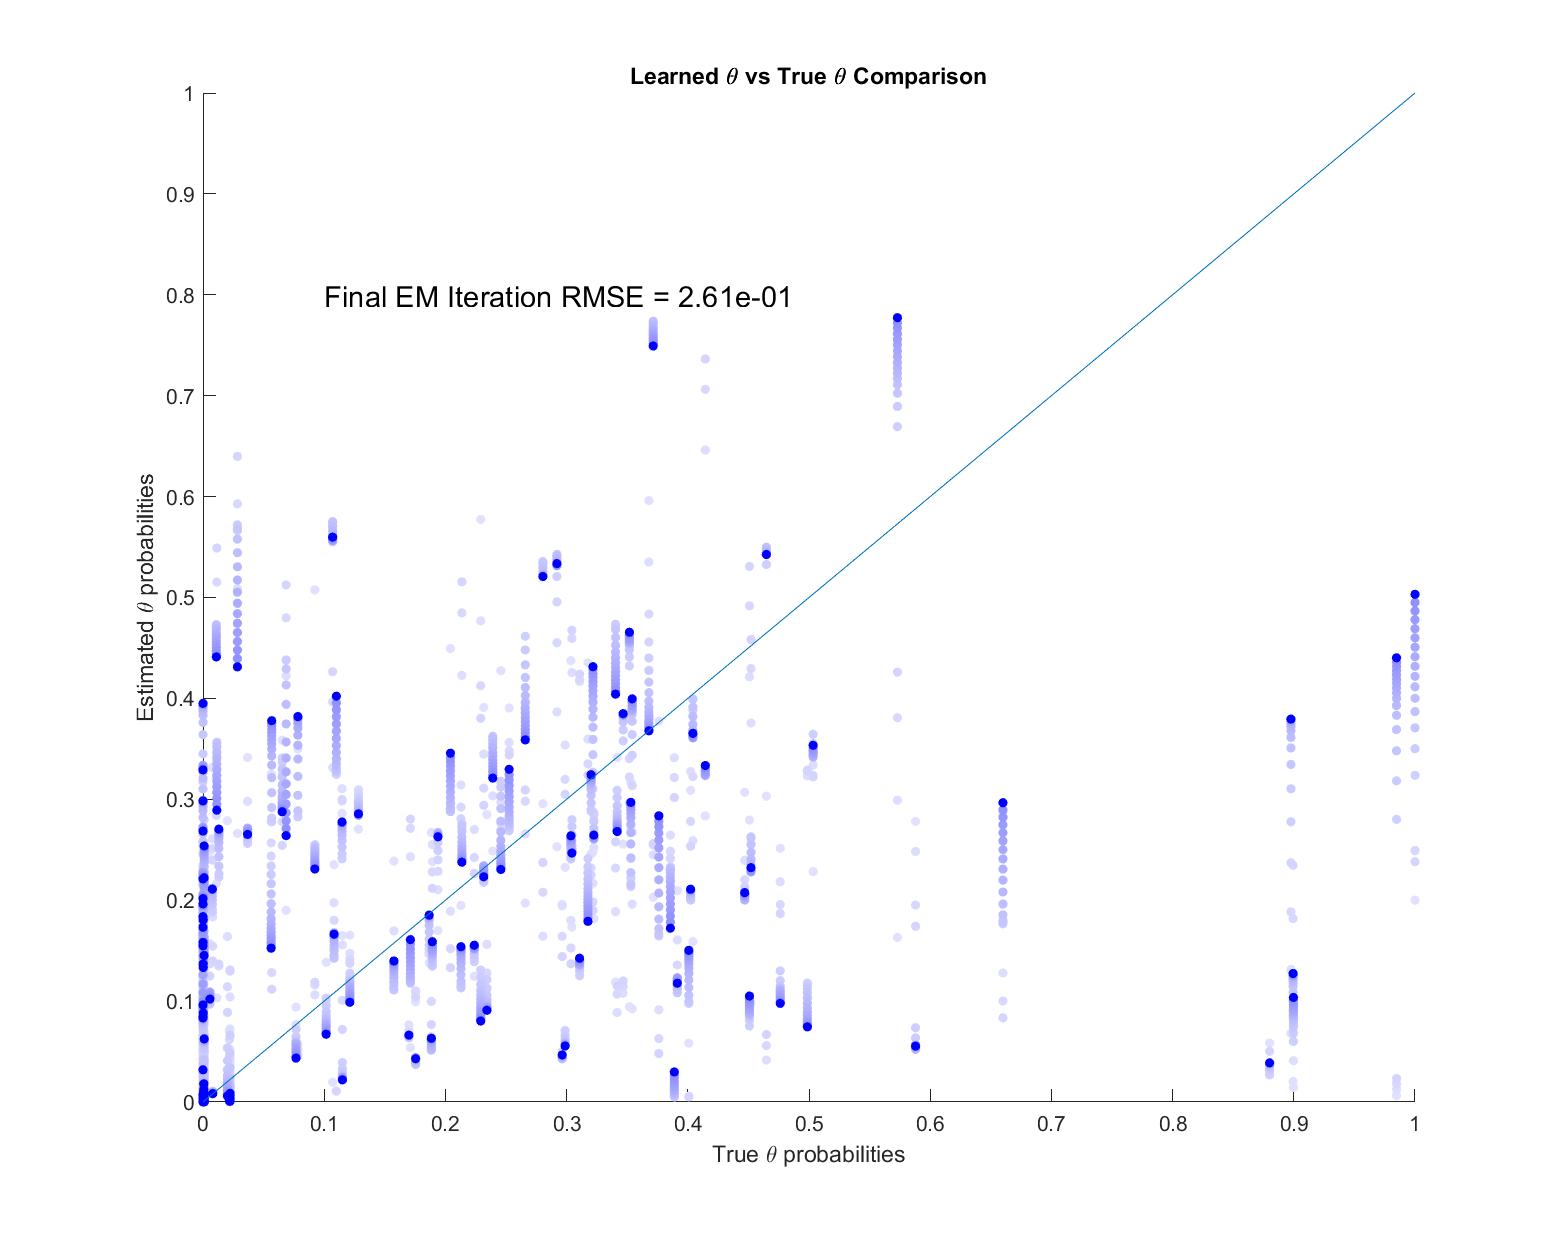 Learned θ vs True θ Comparison
1
0.9
0.8
0.7
0.6
0.5
0.4
0.3
0.2
0.1
0
Estimated θ probabilities
Final EM Iteration RMSE = 2.61e-01
0 0.1 0.2 0.3 0.4 0.5 0.6 0.7 0.8 0.9 1
True θ probabilities